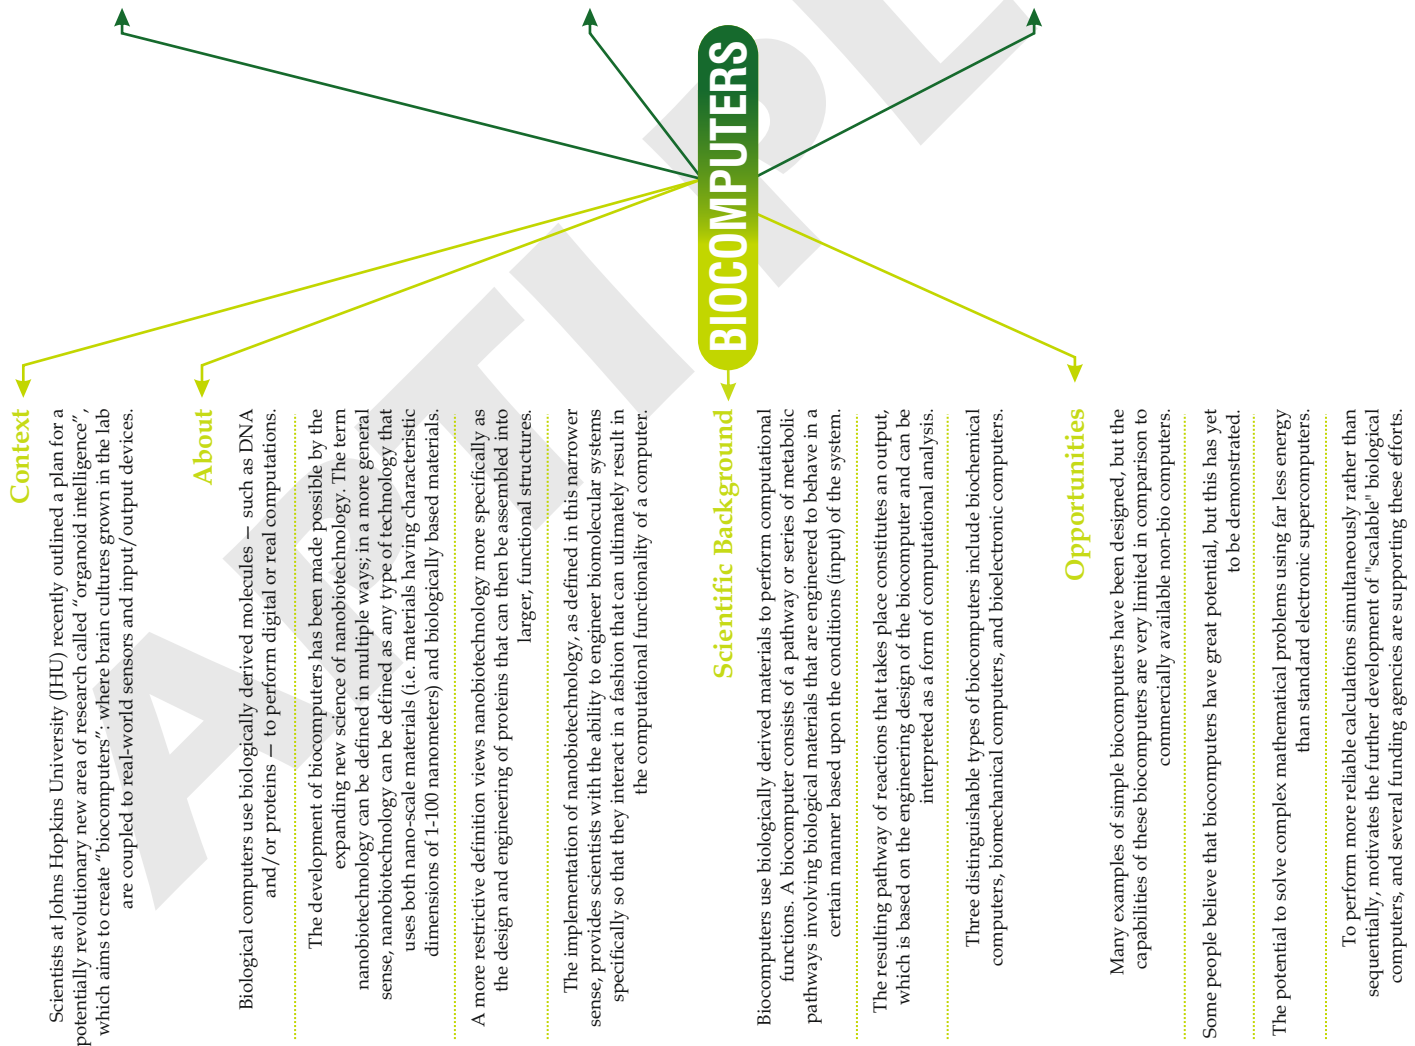 BIOCOMPUTERS
Context
Scientists at Johns Hopkins University (JHU) recently outlined a plan for a
potentially revolutionary new area of research called “organoid intelligence”,
which aims to create “biocomputers”: where brain cultures grown in the lab
are coupled to real-world sensors and input/output devices.
About
Biological computers use biologically derived molecules — such as DNA
and/or proteins — to perform digital or real computations.
The development of biocomputers has been made possible by the
expanding new science of nanobiotechnology. The term
nanobiotechnology can be defined in multiple ways; in a more general
sense, nanobiotechnology can be defined as any type of technology that
uses both nano-scale materials (i.e. materials having characteristic
dimensions of 1-100 nanometers) and biologically based materials.
A more restrictive definition views nanobiotechnology more specifically as
the design and engineering of proteins that can then be assembled into
larger, functional structures.
The implementation of nanobiotechnology, as defined in this narrower
sense, provides scientists with the ability to engineer biomolecular systems
specifically so that they interact in a fashion that can ultimately result in
the computational functionality of a computer.
Scientific Background
Biocomputers use biologically derived materials to perform computational
functions. A biocomputer consists of a pathway or series of metabolic
pathways involving biological materials that are engineered to behave in a
certain manner based upon the conditions (input) of the system.
The resulting pathway of reactions that takes place constitutes an output,
which is based on the engineering design of the biocomputer and can be
interpreted as a form of computational analysis.
Three distinguishable types of biocomputers include biochemical
computers, biomechanical computers, and bioelectronic computers.
Opportunities
Many examples of simple biocomputers have been designed, but the
capabilities of these biocomputers are very limited in comparison to
commercially available non-bio computers.
Some people believe that biocomputers have great potential, but this has yet
to be demonstrated.
The potential to solve complex mathematical problems using far less energy
than standard electronic supercomputers.
To perform more reliable calculations simultaneously rather than
sequentially, motivates the further development of "scalable" biological
computers, and several funding agencies are supporting these efforts.
APTI PL